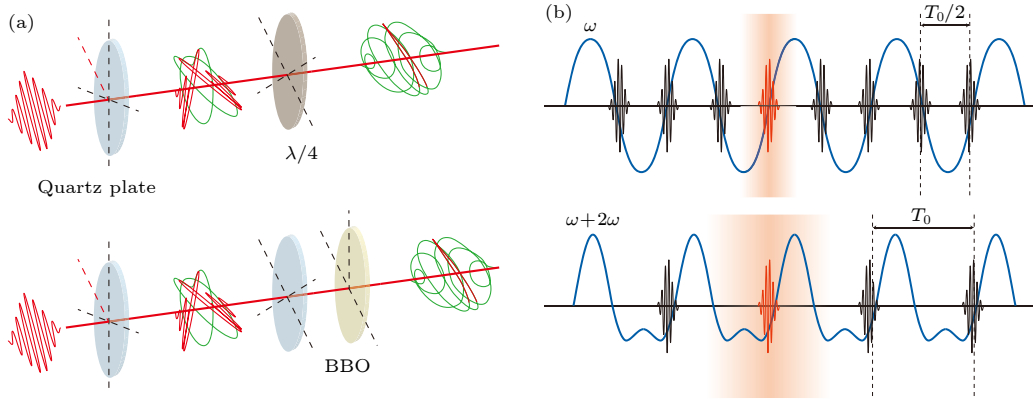 (a)
Quartz plate
λ/4
BBO
(b)
ω
T₀/2
ω+2ω
T₀